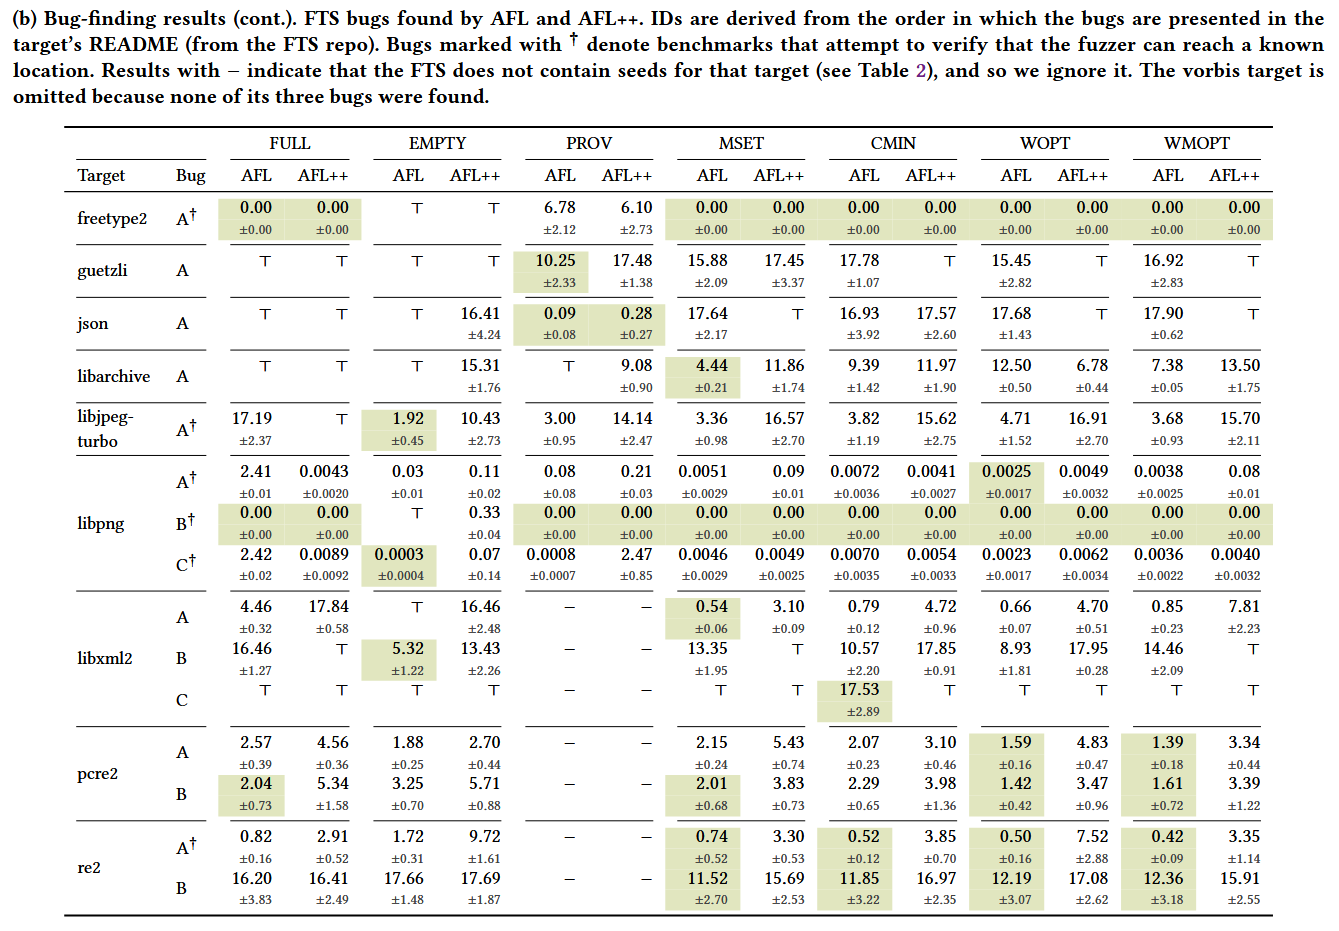 (b) Bug-finding results (cont.). FTS bugs found by AFL and AFL++. IDs are derived from the order in which the bugs are presented in the
target's README (from the FTS repo). Bugs marked with † denote benchmarks that attempt to verify that the fuzzer can reach a known
location. Results with – indicate that the FTS does not contain seeds for that target (see Table 2), and so we ignore it. The vorbis target is
omitted because none of its three bugs were found.
FULL EMPTY PROV MSET CMIN WOPT WMOPT
Target Bug AFL AFL++ AFL AFL++ AFL AFL++ AFL AFL++ AFL AFL++ AFL AFL++ AFL AFL++
freetype2 A† 0.00 0.00 ⊤ ⊤ 6.78 6.10 0.00 0.00 0.00 0.00 0.00 0.00 0.00 0.00
±0.00 ±0.00 ±2.12 ±2.73 ±0.00 ±0.00 ±0.00 ±0.00 ±0.00 ±0.00 ±0.00 ±0.00
guetzli A ⊤ ⊤ ⊤ ⊤ 10.25 17.48 15.88 17.45 17.78 ⊤ 15.45 ⊤ 16.92 ⊤
±2.33 ±1.38 ±2.09 ±3.37 ±1.07 ±2.82 ±2.83
json A ⊤ ⊤ ⊤ 16.41 0.09 0.28 17.64 ⊤ 16.93 17.57 17.68 ⊤ 17.90 ⊤
±4.24 ±0.08 ±0.27 ±2.17 ±3.92 ±2.60 ±1.43 ±0.62
libarchive A ⊤ ⊤ ⊤ 15.31 ⊤ 9.08 4.44 11.86 9.39 11.97 12.50 6.78 7.38 13.50
±1.76 ±0.90 ±0.21 ±1.74 ±1.42 ±1.90 ±0.50 ±0.44 ±0.05 ±1.75
libjpeg-turbo A† 17.19 ⊤ 1.92 10.43 3.00 14.14 3.36 16.57 3.82 15.62 4.71 16.91 3.68 15.70
±2.37 ±0.45 ±2.73 ±0.95 ±2.47 ±0.98 ±2.70 ±1.19 ±2.75 ±1.52 ±2.70 ±0.93 ±2.11
libpng A† 2.41 0.0043 0.03 0.11 0.08 0.21 0.0051 0.09 0.0072 0.0041 0.0025 0.0049 0.0038 0.08
±0.01 ±0.0020 ±0.01 ±0.02 ±0.08 ±0.03 ±0.0029 ±0.01 ±0.0036 ±0.0027 ±0.0017 ±0.0032 ±0.0025 ±0.01
B† 0.00 0.00 ⊤ 0.33 0.00 0.00 0.00 0.00 0.00 0.00 0.00 0.00 0.00 0.00
±0.00 ±0.00 ±0.04 ±0.00 ±0.00 ±0.00 ±0.00 ±0.00 ±0.00 ±0.00 ±0.00 ±0.00 ±0.00
C† 2.42 0.0089 0.0003 0.07 0.0008 2.47 0.0046 0.0049 0.0070 0.0054 0.0023 0.0062 0.0036 0.0040
±0.02 ±0.0092 ±0.0004 ±0.14 ±0.0007 ±0.85 ±0.0029 ±0.0025 ±0.0035 ±0.0033 ±0.0017 ±0.0034 ±0.0022 ±0.0032
libxml2 A 4.46 17.84 ⊤ 16.46 – – 0.54 3.10 0.79 4.72 0.66 4.70 0.85 7.81
±0.32 ±0.58 ±2.48 ±0.06 ±0.09 ±0.12 ±0.96 ±0.07 ±0.51 ±0.23 ±2.23
B 16.46 ⊤ 5.32 13.43 – – 13.35 ⊤ 10.57 17.85 8.93 17.95 14.46 ⊤
±1.27 ±1.22 ±2.26 ±1.95 ±2.20 ±0.91 ±1.81 ±0.28 ±2.09
C ⊤ ⊤ ⊤ ⊤ – – ⊤ ⊤ 17.53 ⊤ ⊤ ⊤ ⊤ ⊤
±2.89
pcre2 A 2.57 4.56 1.88 2.70 – – 2.15 5.43 2.07 3.10 1.59 4.83 1.39 3.34
±0.39 ±0.36 ±0.25 ±0.44 ±0.24 ±0.74 ±0.23 ±0.46 ±0.16 ±0.47 ±0.18 ±0.44
B 2.04 5.34 3.25 5.71 – – 2.01 3.83 2.29 3.98 1.42 3.47 1.61 3.39
±0.73 ±1.58 ±0.70 ±0.88 ±0.68 ±0.73 ±0.65 ±1.36 ±0.42 ±0.96 ±0.72 ±1.22
re2 A† 0.82 2.91 1.72 9.72 – – 0.74 3.30 0.52 3.85 0.50 7.52 0.42 3.35
±0.16 ±0.52 ±0.31 ±1.61 ±0.52 ±0.53 ±0.12 ±0.70 ±0.16 ±2.88 ±0.09 ±1.14
B 16.20 16.41 17.66 17.69 – – 11.52 15.69 11.85 16.97 12.19 17.08 12.36 15.91
±3.83 ±2.49 ±1.48 ±1.87 ±2.70 ±2.53 ±3.22 ±2.35 ±3.07 ±2.62 ±3.18 ±2.55